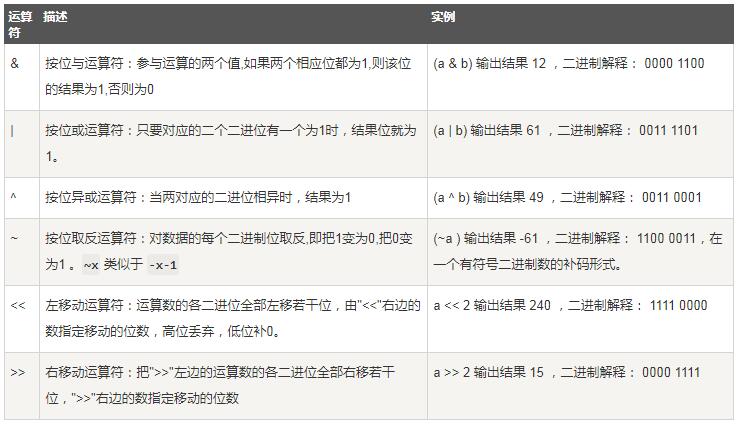 运算符 描述 实例
& 按位与运算符：参与运算的两个值,如果两个相应位都为1,则该位的结果为1,否则为0 (a & b) 输出结果 12 ，二进制解释： 0000 1100
| 按位或运算符：只要对应的二个二进位有一个为1时，结果位就为1。 (a | b) 输出结果 61 ，二进制解释： 0011 1101
^ 按位异或运算符：当两对应的二进位相异时，结果为1 (a ^ b) 输出结果 49 ，二进制解释： 0011 0001
~ 按位取反运算符：对数据的每个二进制位取反,即把1变为0,把0变为1 。~x 类似于 -x-1 (~a ) 输出结果 -61 ，二进制解释： 1100 0011，在一个有符号二进制数的补码形式。
<< 左移动运算符：运算数的各二进位全部左移若干位，由"<<"右边的数指定移动的位数，高位丢弃，低位补0。 a << 2 输出结果 240 ，二进制解释： 1111 0000
>> 右移动运算符：把">>"左边的运算数的各二进位全部右移若干位，">>"右边的数指定移动的位数 a >> 2 输出结果 15 ，二进制解释： 0000 1111